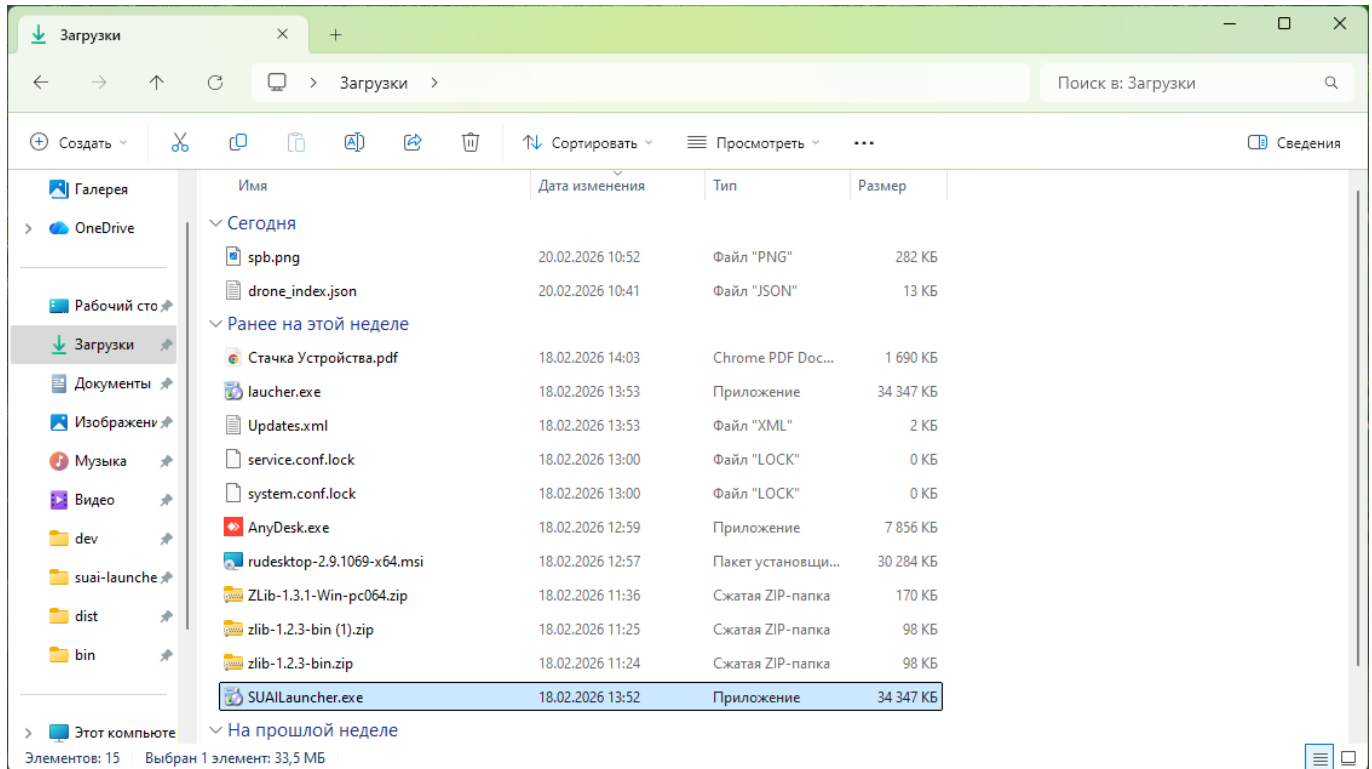 Загрузки
Загрузки
Поиск в: Загрузки
Создать
Сортировать
Просмотреть
Сведения
Галерея
OneDrive
Рабочий сто
Загрузки
Документы
Изображени
Музыка
Видео
dev
suai-launche
dist
bin
Этот компьюте
Имя Дата изменения Тип Размер
Сегодня
spb.png 20.02.2026 10:52 Файл "PNG" 282 КБ
drone_index.json 20.02.2026 10:41 Файл "JSON" 13 КБ
Ранее на этой неделе
Стачка Устройства.pdf 18.02.2026 14:03 Chrome PDF Doc... 1 690 КБ
laucher.exe 18.02.2026 13:53 Приложение 34 347 КБ
Updates.xml 18.02.2026 13:53 Файл "XML" 2 КБ
service.conf.lock 18.02.2026 13:00 Файл "LOCK" 0 КБ
system.conf.lock 18.02.2026 13:00 Файл "LOCK" 0 КБ
AnyDesk.exe 18.02.2026 12:59 Приложение 7 856 КБ
rudesktop-2.9.1069-x64.msi 18.02.2026 12:57 Пакет установщи... 30 284 КБ
ZLib-1.3.1-Win-pc064.zip 18.02.2026 11:36 Сжатая ZIP-папка 170 КБ
zlib-1.2.3-bin (1).zip 18.02.2026 11:25 Сжатая ZIP-папка 98 КБ
zlib-1.2.3-bin.zip 18.02.2026 11:24 Сжатая ZIP-папка 98 КБ
SUAILauncher.exe 18.02.2026 13:52 Приложение 34 347 КБ
На прошлой неделе
Элементов: 15 Выбран 1 элемент: 33,5 МБ